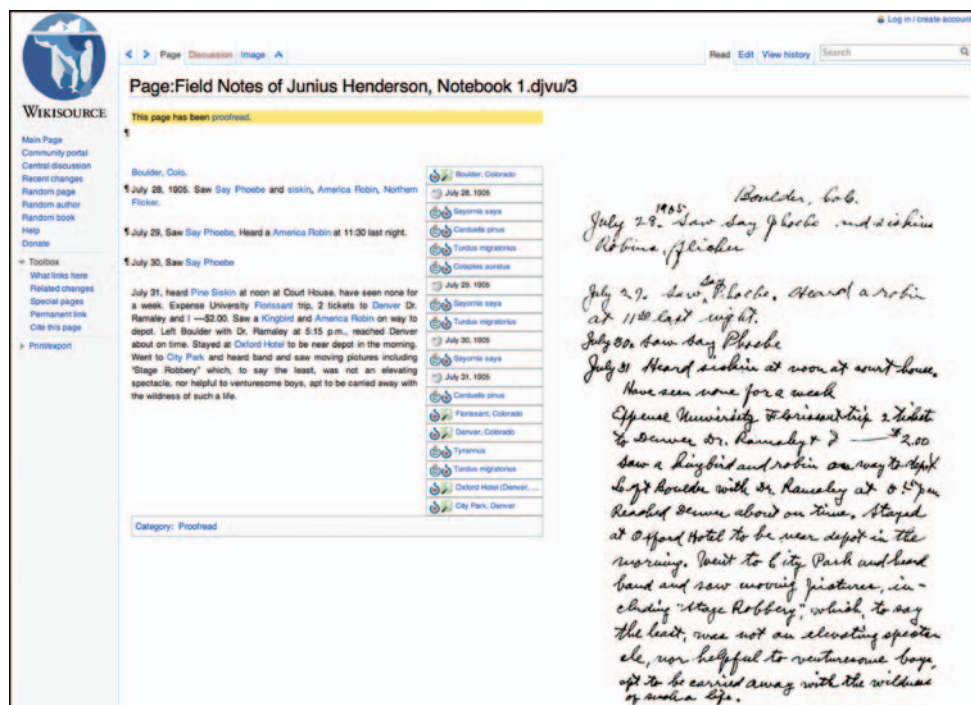 Log in / create account
Page Discussion Image
Read Edit View history Search
Page:Field Notes of Junius Henderson, Notebook 1.djvu/3
WIKISOURCE
This page has been proofread.
¶
Main Page
Community portal
Central discussion
Recent changes
Random page
Random author
Random book
Help
Donate
Toolbox
What links here
Related changes
Special pages
Permanent link
Cite this page
Print/export
Boulder, Colo.
¶ July 28, 1905. Saw Say Phoebe and siskin, America Robin, Northern
Flicker.
¶ July 29, Saw Say Phoebe, Heard a America Robin at 11:30 last night.
¶ July 30, Saw Say Phoebe
July 31, heard Pine Siskin at noon at Court House, have seen none for
a week. Expense University Florissant trip, 2 tickets to Denver Dr.
Ramaley and I —$2.00. Saw a Kingbird and America Robin on way to
depot. Left Boulder with Dr. Ramaley at 5:15 p.m., reached Denver
about on time. Stayed at Oxford Hotel to be near depot in the morning.
Went to City Park and heard band and saw moving pictures including
"Stage Robbery" which, to say the least, was not an elevating
spectacle, nor helpful to venturesome boys, apt to be carried away with
the wildness of such a life.
Boulder, Colorado
July 28, 1905
Sayornis saya
Carduelis pinus
Turdus migratorius
Colaptes auratus
July 29, 1905
Sayornis saya
Turdus migratorius
July 30, 1905
Sayornis saya
July 31, 1905
Carduelis pinus
Florissant, Colorado
Denver, Colorado
Tyrannus
Turdus migratorius
Oxford Hotel (Denver, ...
City Park, Denver
Category: Proofread
Boulder, Colo.
July 28. 1905. Saw Say Phoebe and siskin
Robins, flicker
July 29. Saw Say Phoebe. Heard a robin
at 11 30 last night.
July 30. Saw Say Phoebe
July 31 Heard siskin at noon at court house.
Have seen none for a week
Expense University Florissant trip 2 ticket
to Denver Dr. Ramaley + I — $2.00
Saw a kingbird and robin on way to depot
Left Boulder with Dr. Ramaley at 5:15 pm
Reached Denver about on time. Stayed
at Oxford Hotel to be near depot in the
morning. Went to City Park and heard
band and saw moving pictures, in-
cluding "Stage Robbery", which, to say
the least, was not an elevating specta
cle, nor helpful to venturesome boys,
apt to be carried away with the wildness
of such a life.